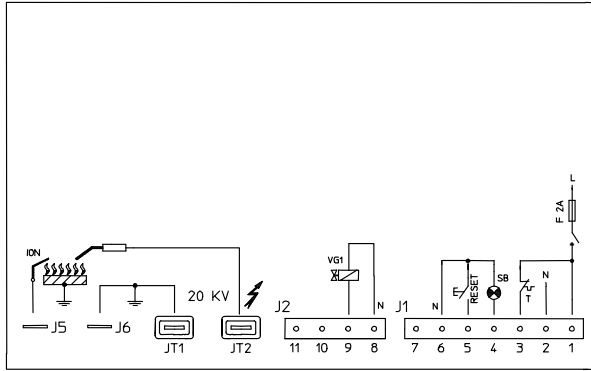 L
F 2A
ION
VG1
SB
RESET
T
N
N
N
20 KV
J2
J1
J5
J6
JT1
JT2
11 10 9 8
7 6 5 4 3 2 1